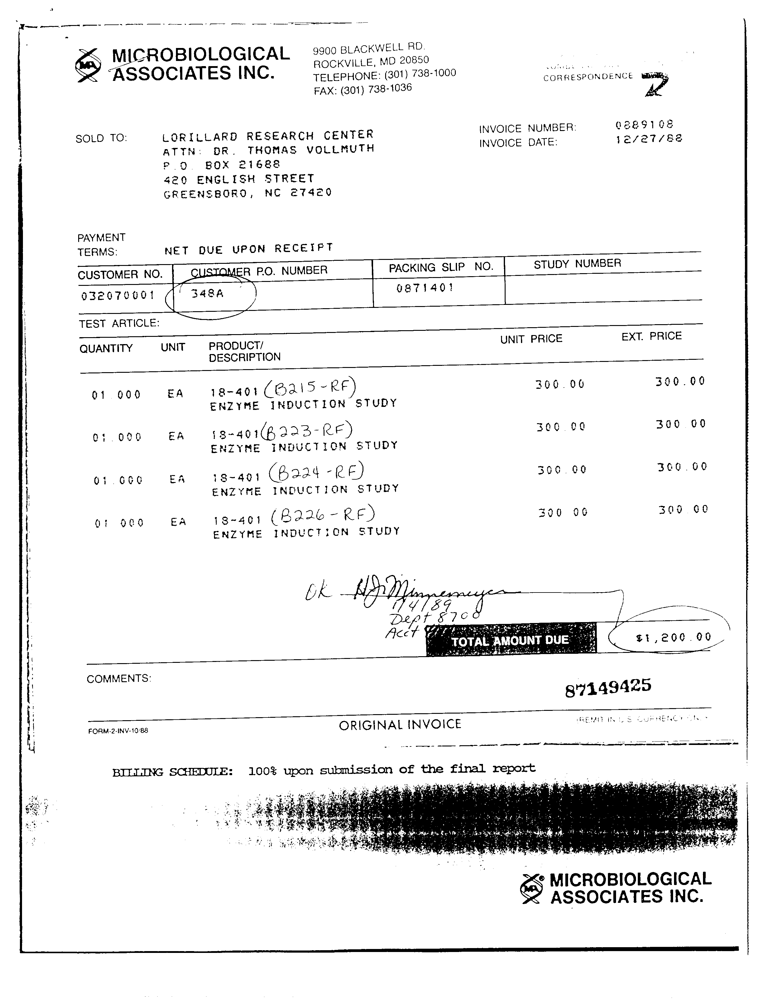 MICROBIOLOGICAL
ASSOCIATES INC.
9900 BLACKWELL RD.
ROCKVILLE, MD 20850
TELEPHONE: (301) 738-1000
FAX: (301) 738-1036
CORRESPONDENCE
SOLD TO: LORILLARD RESEARCH CENTER
ATTN: DR. THOMAS VOLLMUTH
P.O. BOX 21688
420 ENGLISH STREET
GREENSBORO, NC 27420
INVOICE NUMBER: 0889108
INVOICE DATE: 12/27/88
PAYMENT
TERMS: NET DUE UPON RECEIPT
CUSTOMER NO. CUSTOMER P.O. NUMBER PACKING SLIP NO. STUDY NUMBER
032070001 348A 0871401
TEST ARTICLE:
QUANTITY UNIT PRODUCT/ UNIT PRICE EXT. PRICE
DESCRIPTION
01 000 EA 18-401 (B215-RF) 300.00 300.00
ENZYME INDUCTION STUDY
01.000 EA 18-401 (B223-RF) 300 00 300.00
ENZYME INDUCTION STUDY
01.000 EA 18-401 (B224-RF) 300.00 300.00
ENZYME INDUCTION STUDY
01 000 EA 18-401 (B226-RF) 300 00 300 00
ENZYME INDUCTION STUDY
OK HJ Minnemeyer
1/4/89
Dept 8700
Acct
TOTAL AMOUNT DUE $1,200.00
COMMENTS:
87149425
FORM-2-INV-10/88 ORIGINAL INVOICE (REMIT IN U.S. CURRENCY ONLY)
BILLING SCHEDULE: 100% upon submission of the final report
MICROBIOLOGICAL
ASSOCIATES INC.